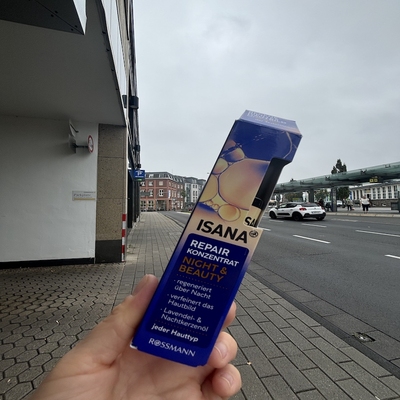 ISANA
REPAIR
KONZENTRAT
NIGHT &
BEAUTY
· regeneriert
über Nacht
· verfeinert das
Hautbild
· Lavendel- &
Nachtkerzenöl
jeder Hauttyp
ROSSMANN